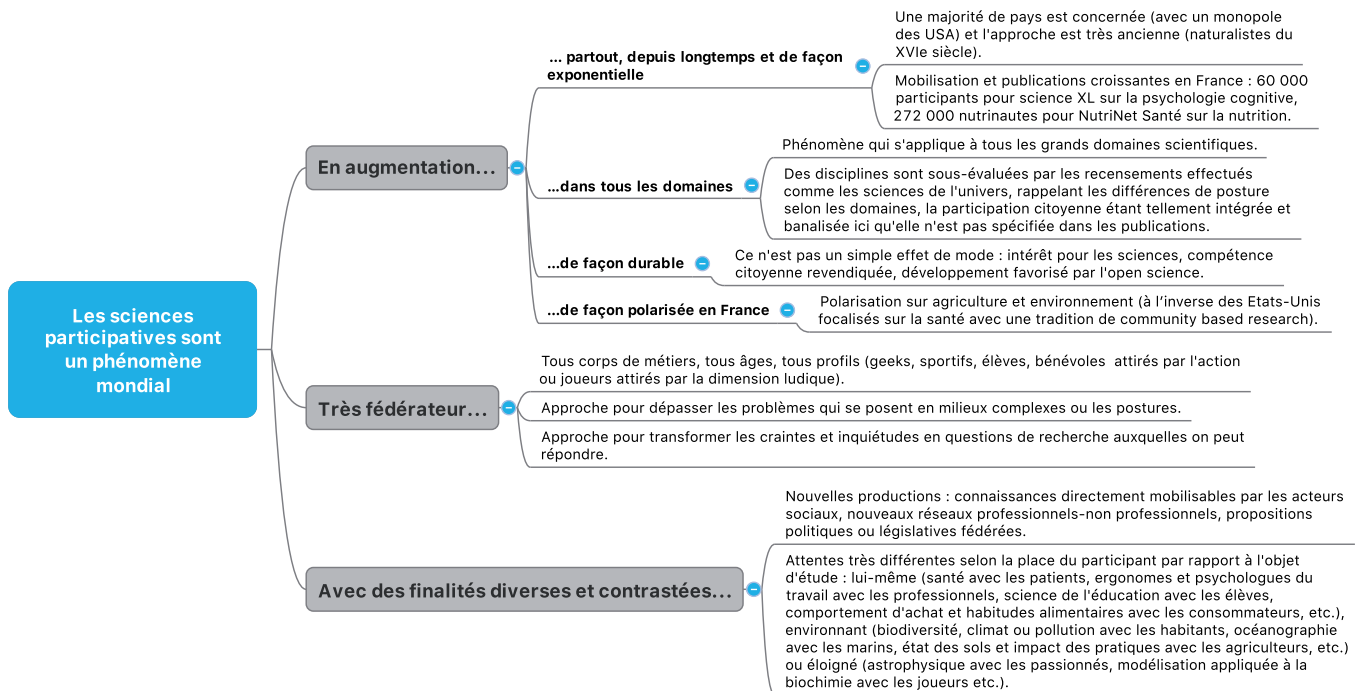 Les sciences
participatives sont
un phénomène
mondial
En augmentation...
... partout, depuis longtemps et de façon
exponentielle
Une majorité de pays est concernée (avec un monopole
des USA) et l'approche est très ancienne (naturalistes du
XVIe siècle).
Mobilisation et publications croissantes en France : 60 000
participants pour science XL sur la psychologie cognitive,
272 000 nutrinautes pour NutriNet Santé sur la nutrition.
...dans tous les domaines
Phénomène qui s'applique à tous les grands domaines scientifiques.
Des disciplines sont sous-évaluées par les recensements effectués
comme les sciences de l'univers, rappelant les différences de posture
selon les domaines, la participation citoyenne étant tellement intégrée et
banalisée ici qu'elle n'est pas spécifiée dans les publications.
...de façon durable
Ce n'est pas un simple effet de mode : intérêt pour les sciences, compétence
citoyenne revendiquée, développement favorisé par l'open science.
...de façon polarisée en France
Polarisation sur agriculture et environnement (à l’inverse des Etats-Unis
focalisés sur la santé avec une tradition de community based research).
Très fédérateur...
Tous corps de métiers, tous âges, tous profils (geeks, sportifs, élèves, bénévoles  attirés par l'action
ou joueurs attirés par la dimension ludique).
Approche pour dépasser les problèmes qui se posent en milieux complexes ou les postures.
Approche pour transformer les craintes et inquiétudes en questions de recherche auxquelles on peut
répondre.
Avec des finalités diverses et contrastées...
Nouvelles productions : connaissances directement mobilisables par les acteurs
sociaux, nouveaux réseaux professionnels-non professionnels, propositions
politiques ou législatives fédérées.
Attentes très différentes selon la place du participant par rapport à l'objet
d'étude : lui-même (santé avec les patients, ergonomes et psychologues du
travail avec les professionnels, science de l'éducation avec les élèves,
comportement d'achat et habitudes alimentaires avec les consommateurs, etc.),
environnant (biodiversité, climat ou pollution avec les habitants, océanographie
avec les marins, état des sols et impact des pratiques avec les agriculteurs, etc.)
ou éloigné (astrophysique avec les passionnés, modélisation appliquée à la
biochimie avec les joueurs etc.).